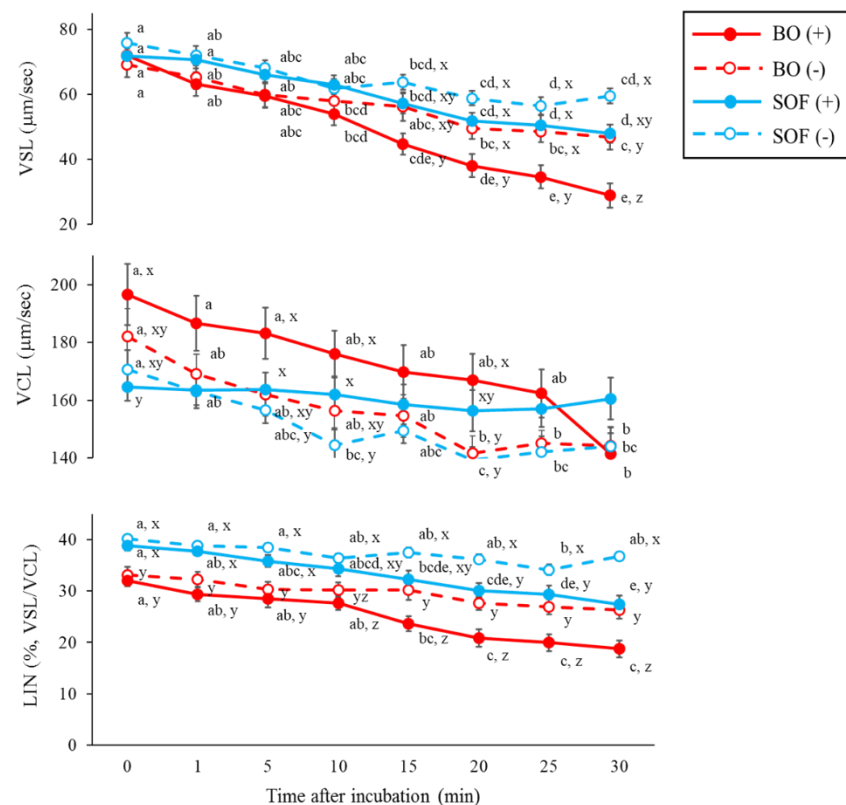 80
60
40
20
VSL (µm/sec)
a
a
a
a
ab
a
ab
ab
abc
ab
abc
abc
abc
abc
bcd
bcd
bcd, x
bcd, xy
abc, xy
cde, y
cd, x
cd, x
bc, x
de, y
d, x
d, x
bc, x
e, y
cd, x
d, xy
c, y
e, z
BO (+)
BO (-)
SOF (+)
SOF (-)
200
180
160
140
VCL (µm/sec)
a, x
a, xy
a, xy
y
a
ab
ab
a, x
x
ab, xy
abc, y
ab, x
x
ab, xy
bc, y
ab
ab
abc
ab, x
xy
b, y
c, y
ab
b
bc
b
bc
b
50
40
30
20
10
0
LIN (%, VSL/VCL)
a, x
a, x
y
a, y
a, x
ab, x
y
ab, y
a, x
abc, x
y
ab, y
ab, x
abcd, xy
yz
ab, z
ab, x
bcde, xy
y
bc, z
ab, x
cde, y
y
c, z
b, x
de, y
y
c, z
ab, x
e, y
y
c, z
0 1 5 10 15 20 25 30
Time after incubation (min)